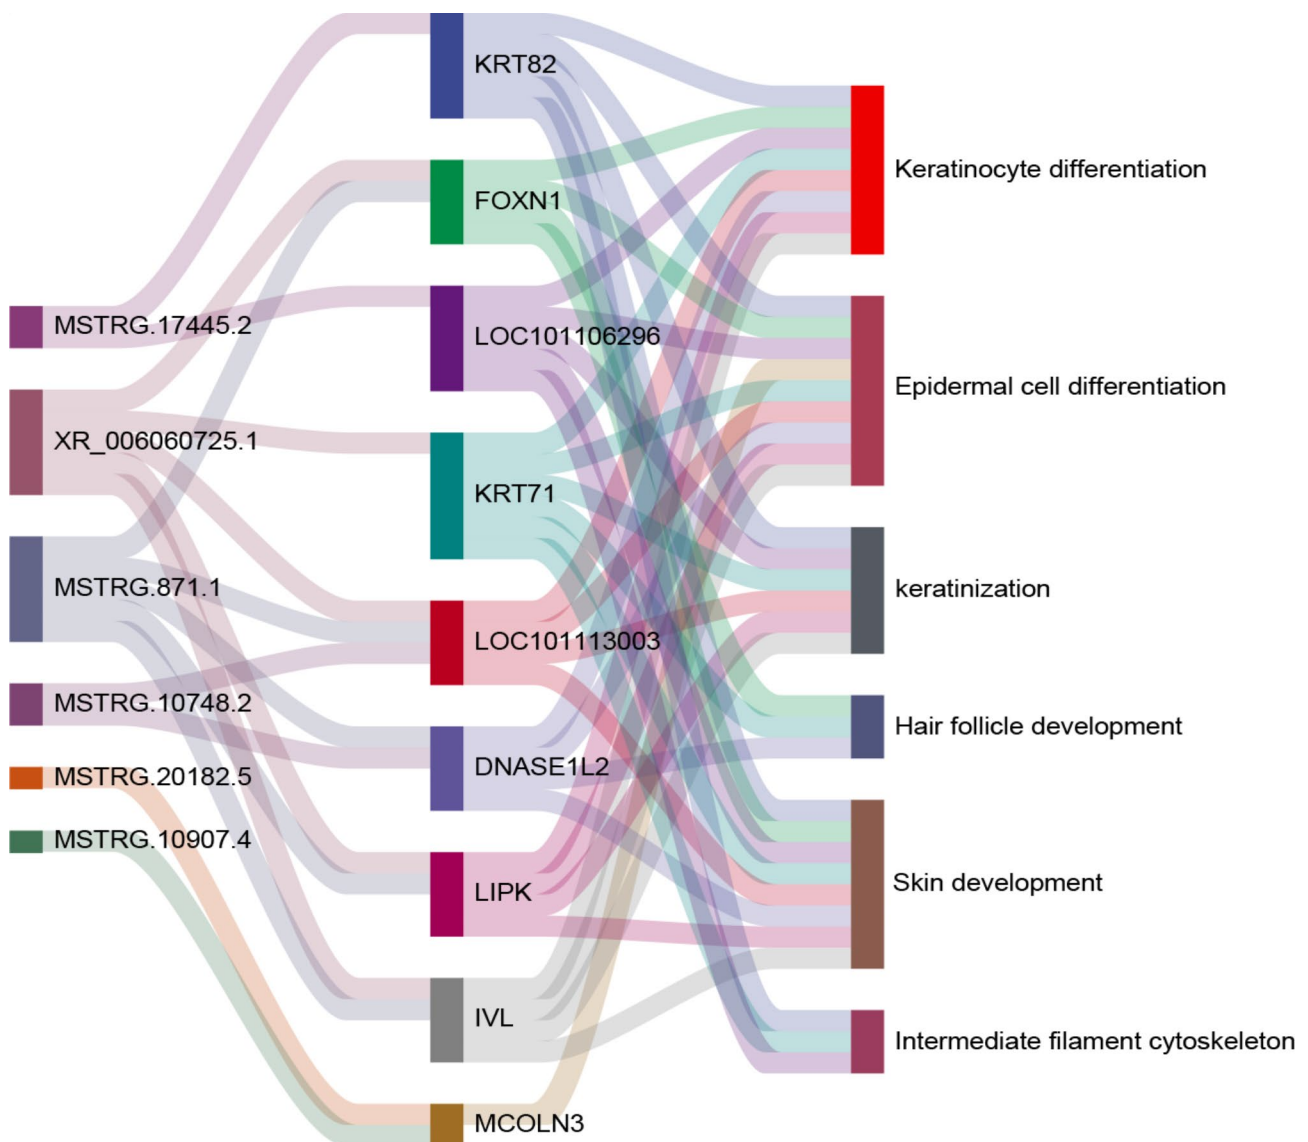 MSTRG.17445.2
XR_006060725.1
MSTRG.871.1
MSTRG.10748.2
MSTRG.20182.5
MSTRG.10907.4
KRT82
FOXN1
LOC101106296
KRT71
LOC101113003
DNASE1L2
LIPK
IVL
MCOLN3
Keratinocyte differentiation
Epidermal cell differentiation
keratinization
Hair follicle development
Skin development
Intermediate filament cytoskeleton